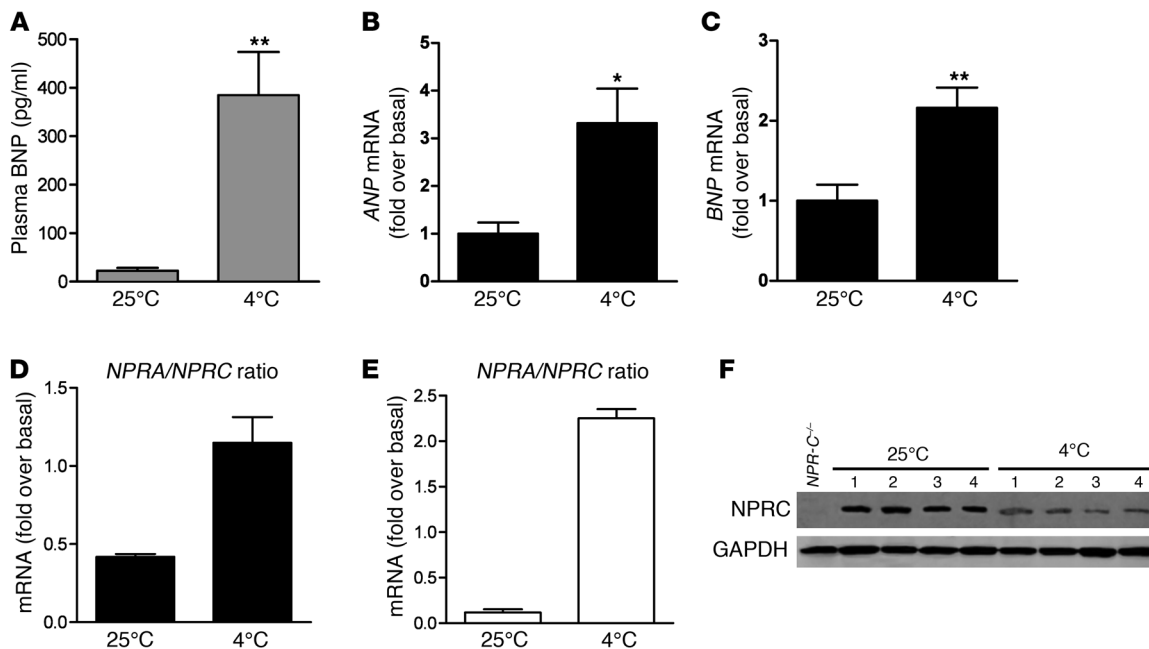 A
Plasma BNP (pg/ml)
500
400
300
200
100
0
**
25°C 4°C
B
ANP mRNA
(fold over basal)
5
4
3
2
1
0
*
25°C 4°C
C
BNP mRNA
(fold over basal)
3
2
1
0
**
25°C 4°C
D
NPRA/NPRC ratio
mRNA (fold over basal)
1.5
1.0
0.5
0.0
25°C 4°C
E
NPRA/NPRC ratio
mRNA (fold over basal)
2.5
2.0
1.5
1.0
0.5
0.0
25°C 4°C
F
NPR-C-/-
25°C 4°C
1 2 3 4 1 2 3 4
NPRC
GAPDH